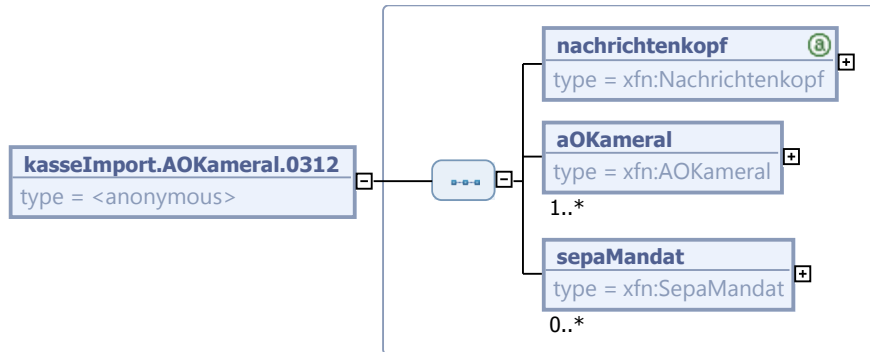 nachrichtenkopf
type = xfn:Nachrichtenkopf
aOKameral
type = xfn:AOKameral
1..*
kasseImport.AOKameral.0312
type = <anonymous>
sepaMandat
type = xfn:SepaMandat
0..*